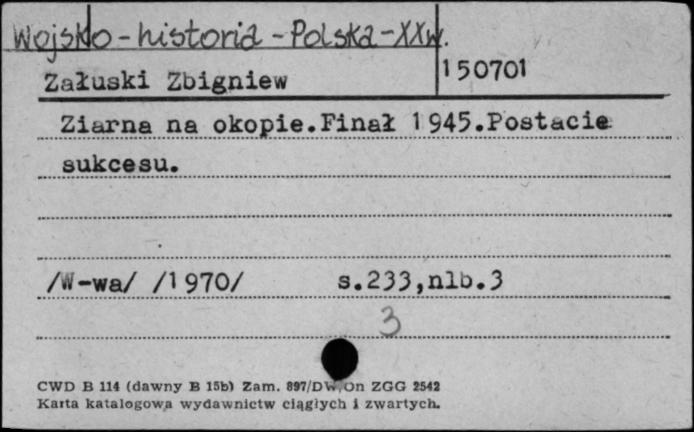 Wojsko - historia - Polska - XX w.
Załuski Zbigniew 150701
Ziarna na okopie.Finał 1945.Postacie
sukcesu.
/W-wa/ /1970/ s.233,nlb.3
3
CWD B 114 (dawny B 15b) Zam. 897/DW/On ZGG 2542
Karta katalogowa wydawnictw ciągłych i zwartych.